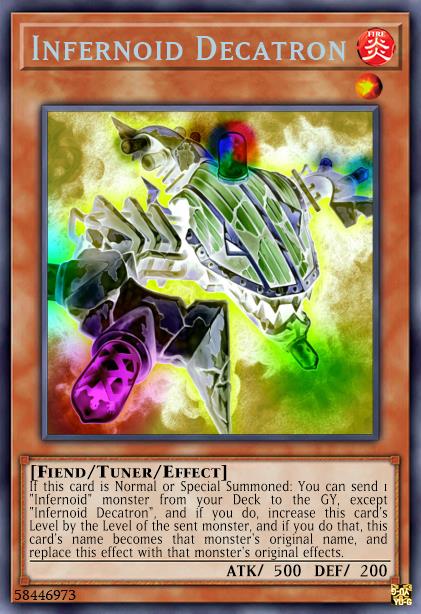 Infernoid Decatron
FIRE
炎
[Fiend/Tuner/Effect]
If this card is Normal or Special Summoned: You can send 1
"Infernoid" monster from your Deck to the GY, except
"Infernoid Decatron", and if you do, increase this card's
Level by the Level of the sent monster, and if you do that, this
card's name becomes that monster's original name, and
replace this effect with that monster's original effects.
ATK/ 500 DEF/ 200
58446973